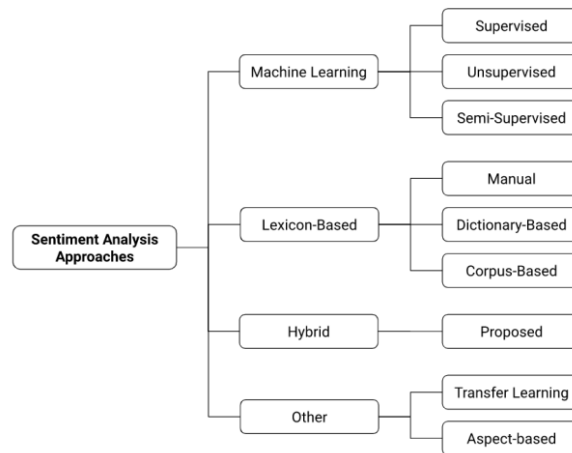 Supervised
Machine Learning
Unsupervised
Semi-Supervised
Manual
Sentiment Analysis
Approaches
Lexicon-Based
Dictionary-Based
Corpus-Based
Hybrid
Proposed
Transfer Learning
Other
Aspect-based